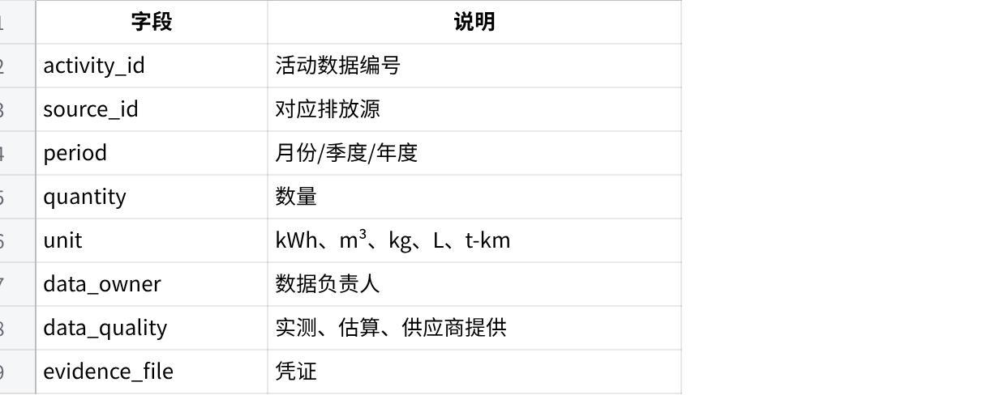 字段 说明
activity_id 活动数据编号
source_id 对应排放源
period 月份/季度/年度
quantity 数量
unit kWh、m³、kg、L、t-km
data_owner 数据负责人
data_quality 实测、估算、供应商提供
evidence_file 凭证